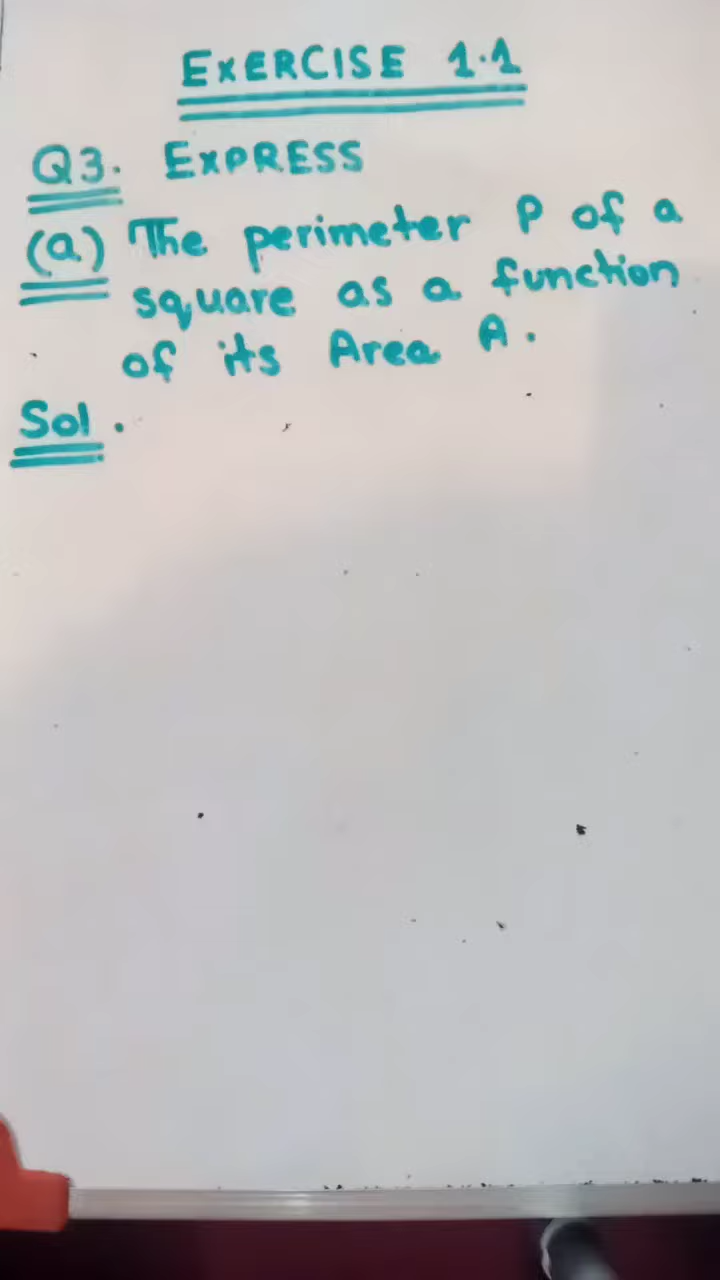 EXERCISE 1.1
Q3. EXPRESS
(a) The perimeter P of a
square as a function
of its Area A.
Sol.